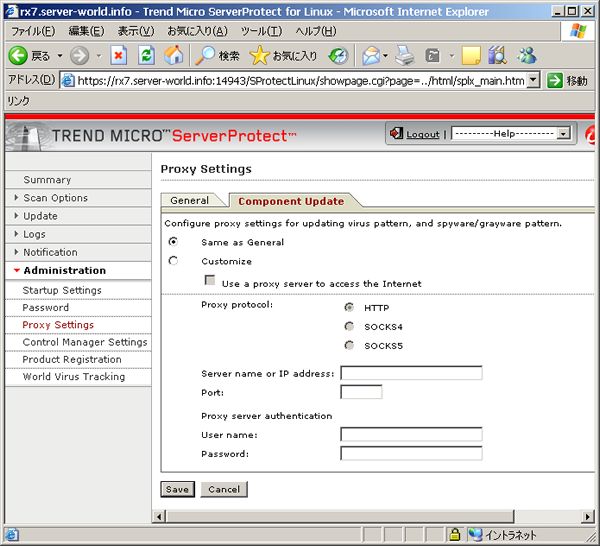 rx7.server-world.info - Trend Micro ServerProtect for Linux - Microsoft Internet Explorer
ファイル(F) 編集(E) 表示(V) お気に入り(A) ツール(T) ヘルプ(H)
戻る 検索 お気に入り
アドレス(D) https://rx7.server-world.info:14943/SProtectLinux/showpage.cgi?page=../html/splx_main.htm 移動
リンク
TREND MICRO™ ServerProtect™ Logout | ---------Help---------
Summary
Scan Options
Update
Logs
Notification
Administration
Startup Settings
Password
Proxy Settings
Control Manager Settings
Product Registration
World Virus Tracking
Proxy Settings
General Component Update
Configure proxy settings for updating virus pattern, and spyware/grayware pattern.
Same as General
Customize
Use a proxy server to access the Internet
Proxy protocol: HTTP
SOCKS4
SOCKS5
Server name or IP address:
Port:
Proxy server authentication
User name:
Password:
Save Cancel
イントラネット